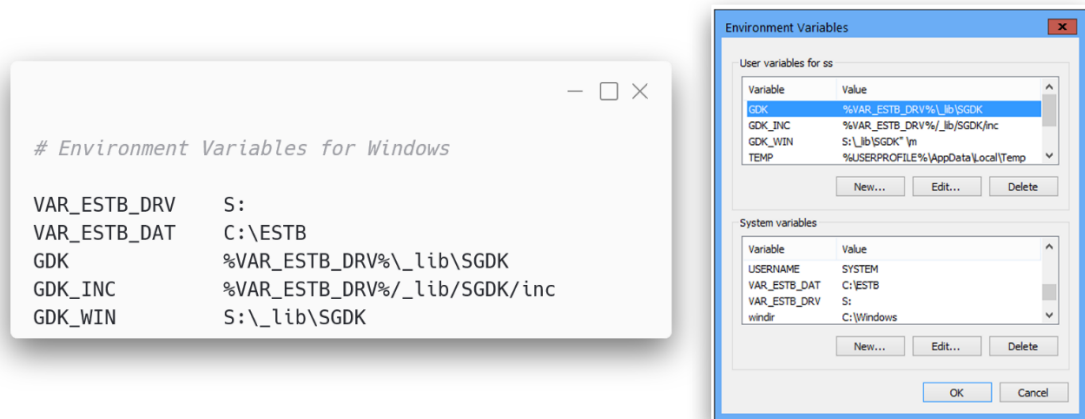 # Environment Variables for Windows
VAR_ESTB_DRV S:
VAR_ESTB_DAT C:\ESTB
GDK %VAR_ESTB_DRV%\_lib\SGDK
GDK_INC %VAR_ESTB_DRV%/_lib/SGDK/inc
GDK_WIN S:\_lib\SGDK
Environment Variables
User variables for ss
Variable Value
GDK %VAR_ESTB_DRV%\_lib\SGDK
GDK_INC %VAR_ESTB_DRV%/_lib/SGDK/inc
GDK_WIN S:\_lib\SGDK" \m
TEMP %USERPROFILE%\AppData\Local\Temp
New... Edit... Delete
System variables
Variable Value
USERNAME SYSTEM
VAR_ESTB_DAT C:\ESTB
VAR_ESTB_DRV S:
windir C:\Windows
New... Edit... Delete
OK Cancel